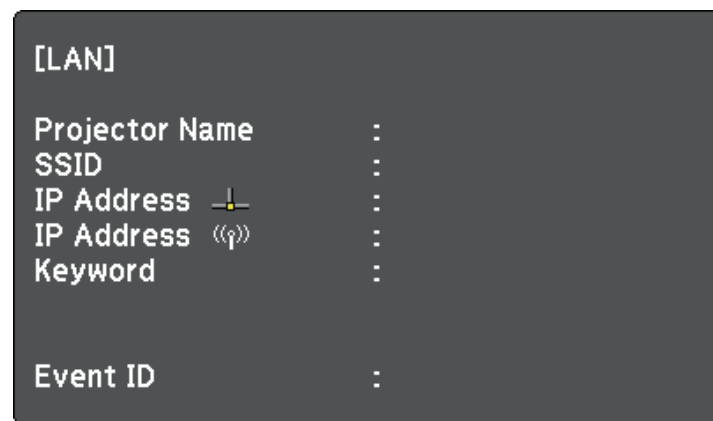 [LAN]
Projector Name :
SSID :
IP Address :
IP Address :
Keyword :
Event ID :